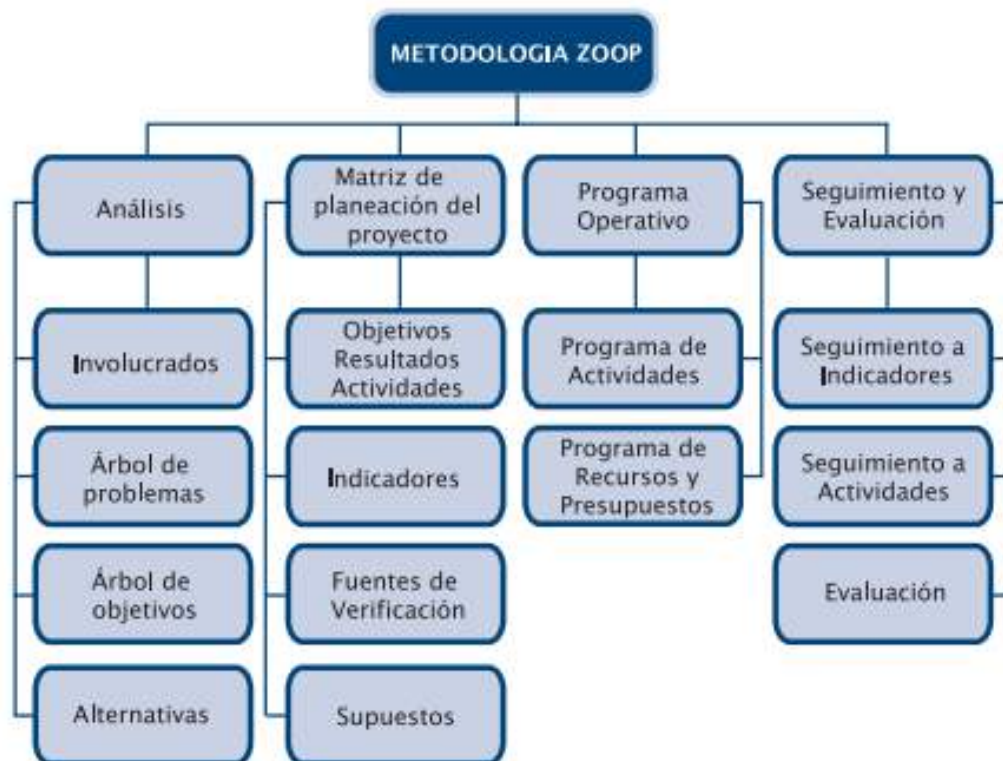 METODOLOGIA ZOOP
Análisis
Involucrados
Árbol de
problemas
Árbol de
objetivos
Alternativas
Matriz de
planeación del
proyecto
Objetivos
Resultados
Actividades
Indicadores
Fuentes de
Verificación
Supuestos
Programa
Operativo
Programa de
Actividades
Programa de
Recursos y
Presupuestos
Seguimiento y
Evaluación
Seguimiento a
Indicadores
Seguimiento a
Actividades
Evaluación